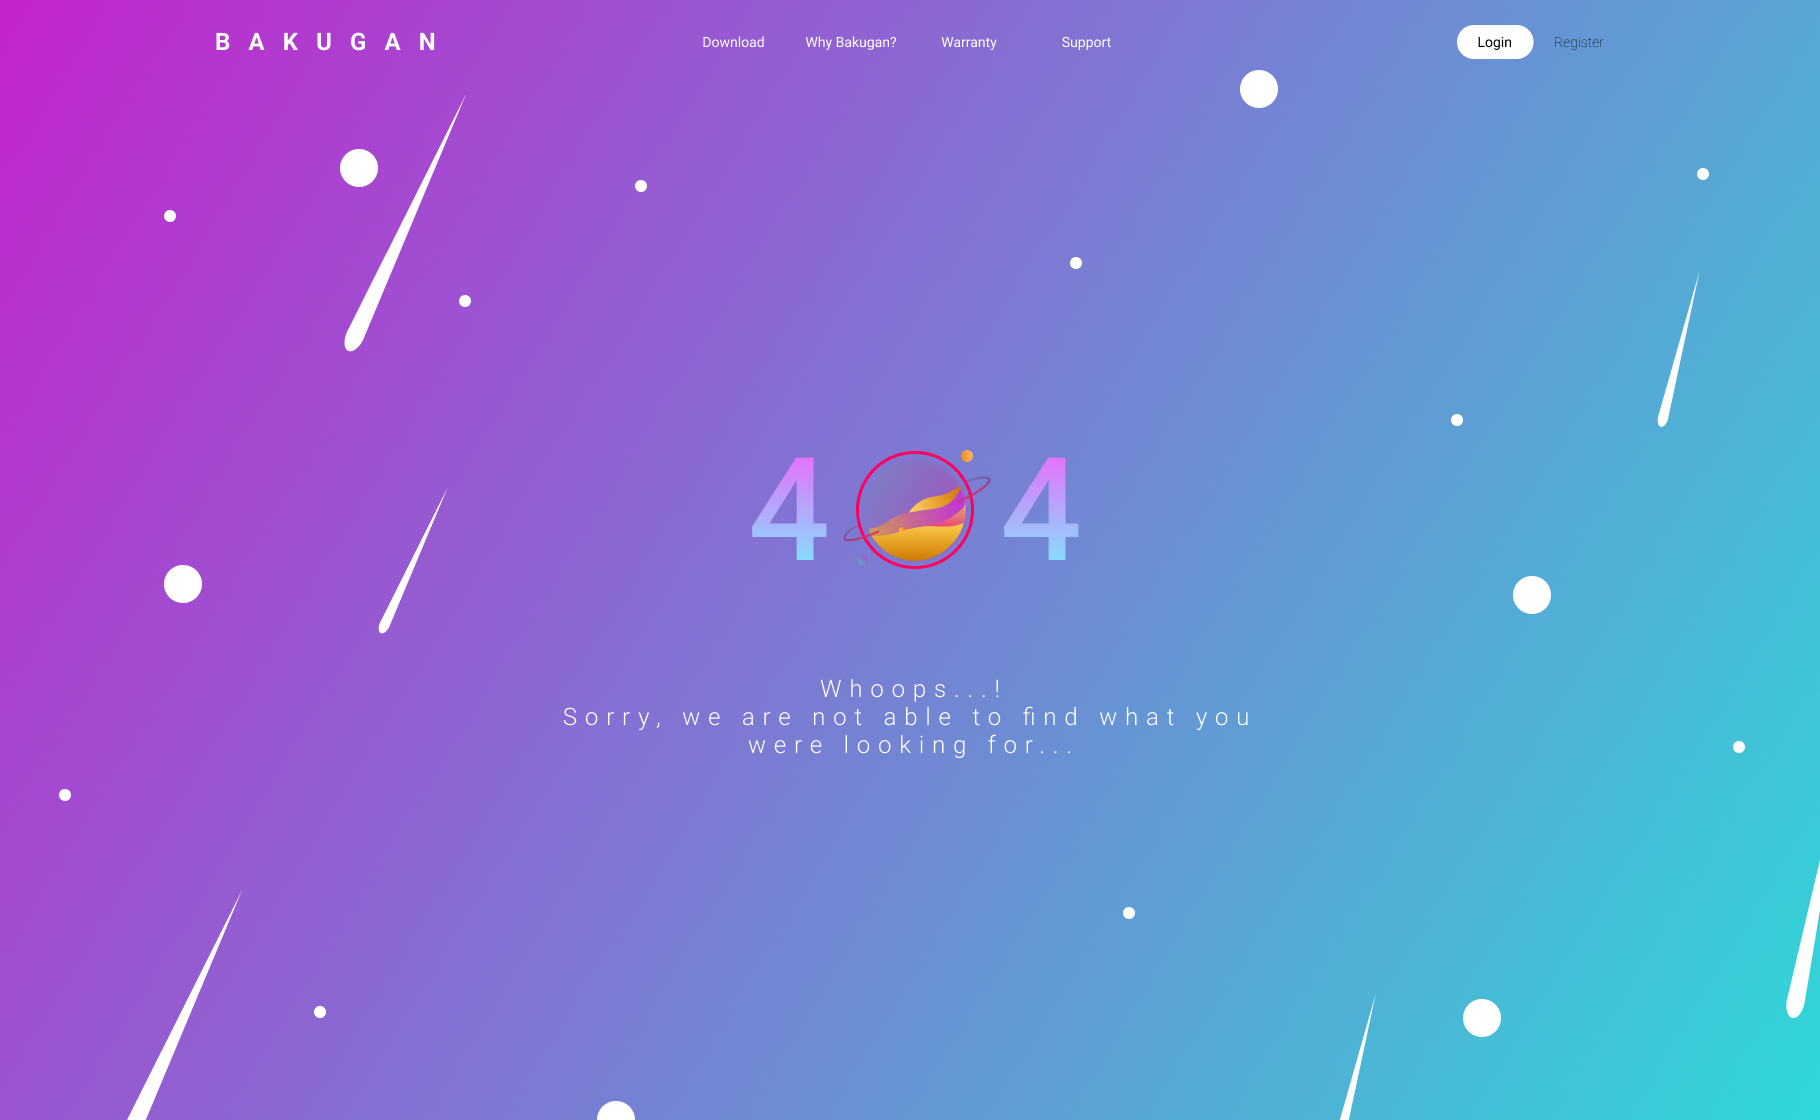 BAKUGAN
Download Why Bakugan? Warranty Support
Login Register
4 4
Whoops...!
Sorry, we are not able to find what you
were looking for...